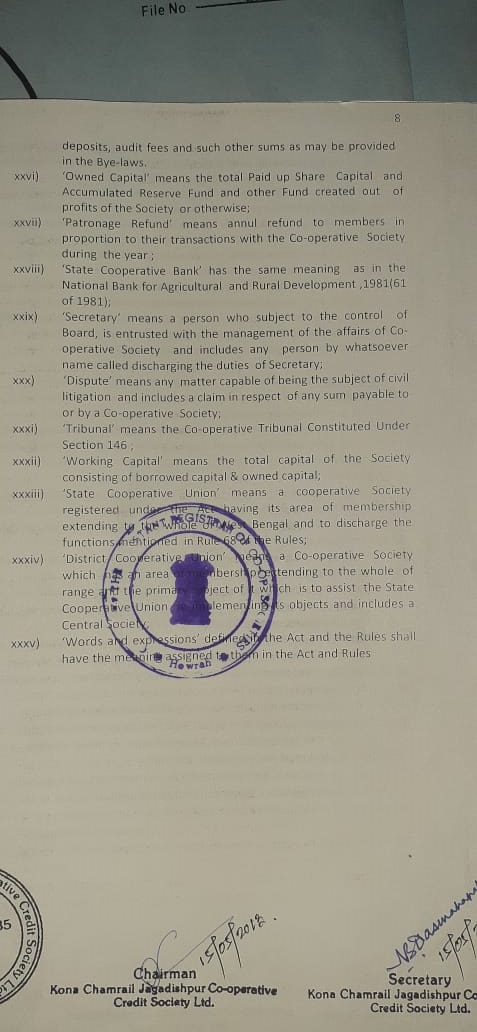 File No
8
deposits, audit fees and such other sums as may be provided
in the Bye-laws.
xxvi) 'Owned Capital' means the total Paid up Share Capital and
Accumulated Reserve Fund and other Fund created out of
profits of the Society or otherwise;
xxvii) 'Patronage Refund' means annul refund to members in
proportion to their transactions with the Co-operative Society
during the year ;
xxviii) 'State Cooperative Bank' has the same meaning as in the
National Bank for Agricultural and Rural Development ,1981(61
of 1981);
xxix) 'Secretary' means a person who subject to the control of
Board, is entrusted with the management of the affairs of Co-
operative Society and includes any person by whatsoever
name called discharging the duties of Secretary;
xxx) 'Dispute' means any matter capable of being the subject of civil
litigation and includes a claim in respect of any sum payable to
or by a Co-operative Society;
xxxi) 'Tribunal' means the Co-operative Tribunal Constituted Under
Section 146 ;
xxxii) 'Working Capital' means the total capital of the Society
consisting of borrowed capital & owned capital;
xxxiii) 'State Cooperative Union' means a cooperative Society
registered under the Act having its area of membership
extending to the whole of West Bengal and to discharge the
functions mentioned in Rule 68 of the Rules;
xxxiv) 'District Cooperative Union' means a Co-operative Society
which an area of membership extending to the whole of
range and the primary object of which is to assist the State
Cooperative Union in implementing its objects and includes a
Central Society;
xxxv) 'Words and expressions' defined in the Act and the Rules shall
have the meaning assigned to them in the Act and Rules
Howrah
15/05/2018
Chairman
Kona Chamrail Jagadishpur Co-operative
Credit Society Ltd.
15/05/
Secretary
Kona Chamrail Jagadishpur Co
Credit Society Ltd.
ative Credit Society Ltd